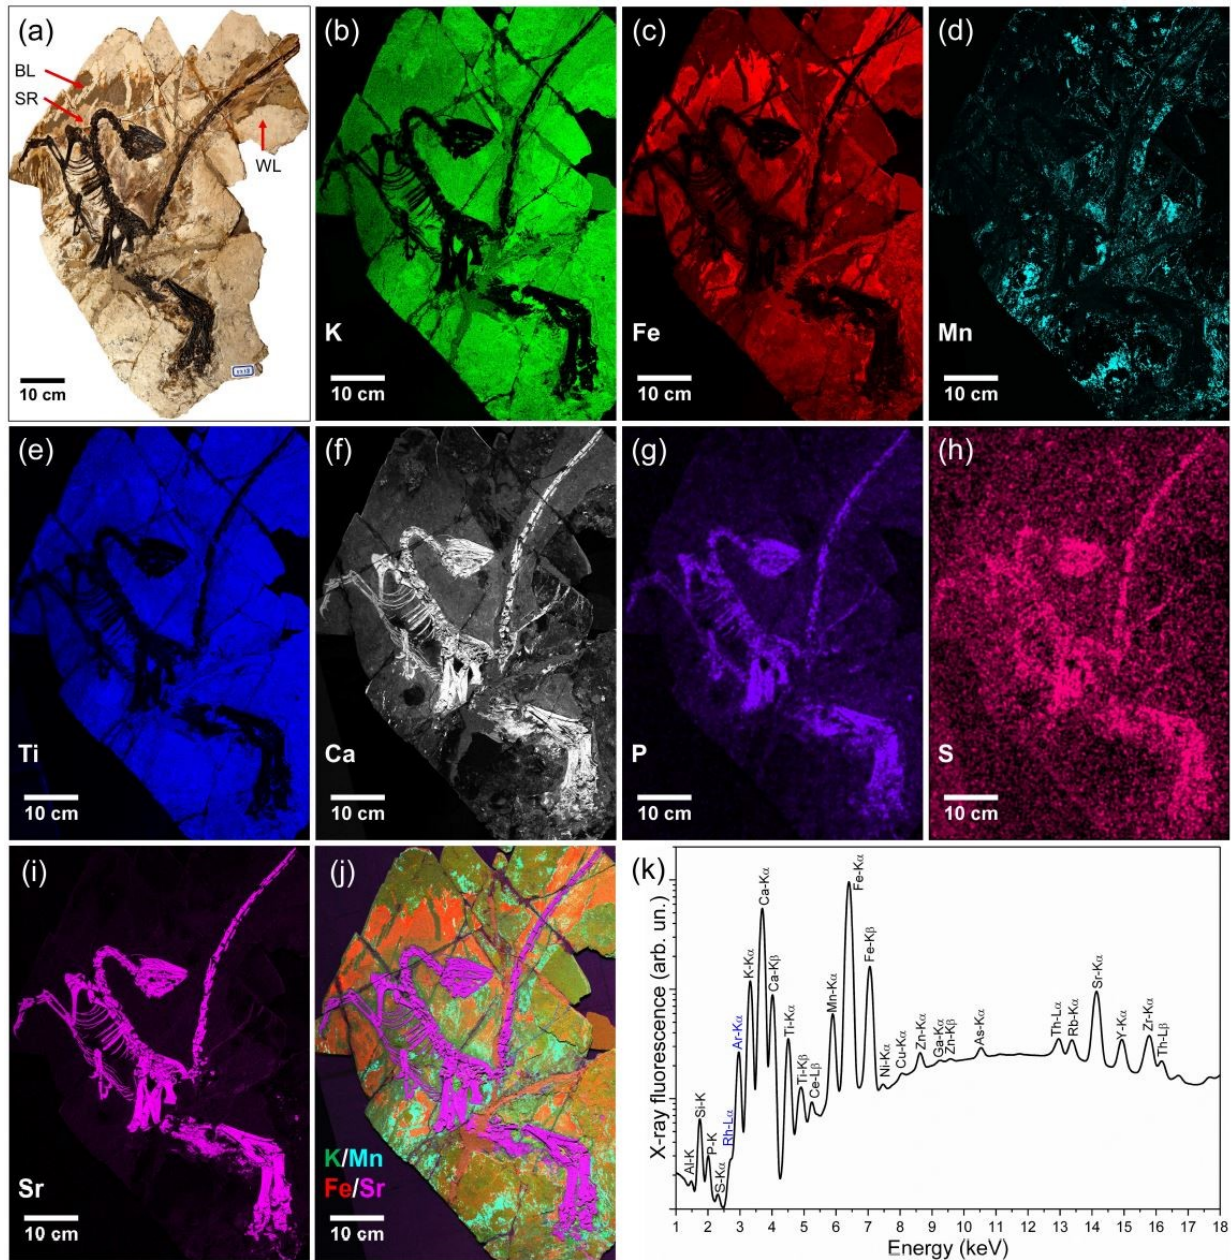 (a)
BL
SR
WL
10 cm
(b)
K
10 cm
(c)
Fe
10 cm
(d)
Mn
10 cm
(e)
Ti
10 cm
(f)
Ca
10 cm
(g)
P
10 cm
(h)
S
10 cm
(i)
Sr
10 cm
(j)
K/Mn
Fe/Sr
10 cm
(k)
X-ray fluorescence (arb. un.)
Al-K
Si-K
P-K
S-Kα
Rh-Lα
Ar-Kα
K-Kα
Ca-Kα
Ca-Kβ
Ti-Kα
Ti-Kβ
Ce-Lβ
Mn-Kα
Fe-Kα
Fe-Kβ
Ni-Kα
Cu-Kα
Zn-Kα
Ga-Kα
Zn-Kβ
As-Kα
Th-Lα
Rb-Kα
Sr-Kα
Y-Kα
Zr-Kα
Th-Lβ
1 2 3 4 5 6 7 8 9 10 11 12 13 14 15 16 17 18
Energy (keV)